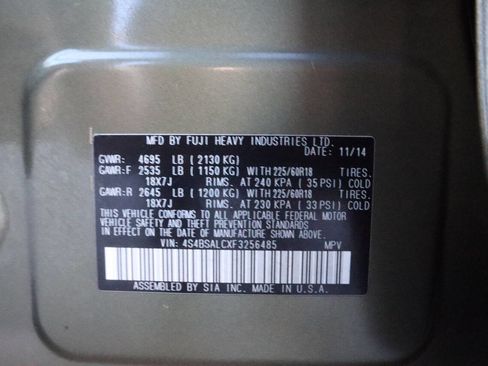 MFD BY FUJI HEAVY INDUSTRIES LTD.
DATE: 11/14
GVWR: 4695 LB ( 2130 KG)
GAWR:F 2535 LB ( 1150 KG) WITH 225/60R18 TIRES.
18X7J RIMS. AT 240 KPA ( 35 PSI) COLD
GAWR:R 2645 LB ( 1200 KG) WITH 225/60R18 TIRES.
18X7J RIMS. AT 230 KPA ( 33 PSI) COLD
THIS VEHICLE CONFORMS TO ALL APPLICABLE FEDERAL MOTOR
VEHICLE SAFETY AND THEFT PREVENTION STANDARDS
IN EFFECT ON THE DATE OF MANUFACTURE SHOWN ABOVE.
VIN: 4S4BSALCXF3256485 MPV
ASSEMBLED BY SIA INC. MADE IN U.S.A.